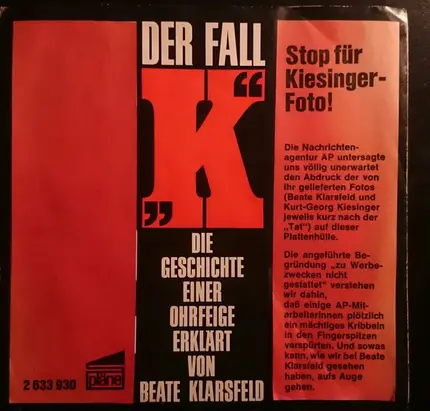 DER FALL
„K“
DIE
GESCHICHTE
EINER
OHRFEIGE
ERKLÄRT
VON
BEATE KLARSFELD
Stop für
Kiesinger-
Foto!
Die Nachrichten-
agentur AP untersagte
uns völlig unerwartet
den Abdruck der von
ihr gelieferten Fotos
(Beate Klarsfeld und
Kurt-Georg Kiesinger
jeweils kurz nach der
„Tat“) auf dieser
Plattenhülle.
Die angeführte Be-
gründung „zu Werbe-
zwecken nicht
gestattet“ verstehen
wir dahin,
daß einige AP-Mit-
arbeiterinnen plötzlich
ein mächtiges Kribbeln
in den Fingerspitzen
verspürten. Und sowas
kann, wie wir bei Beate
Klarsfeld gesehen
haben, aufs Auge
gehen.
2 633 930
pläne